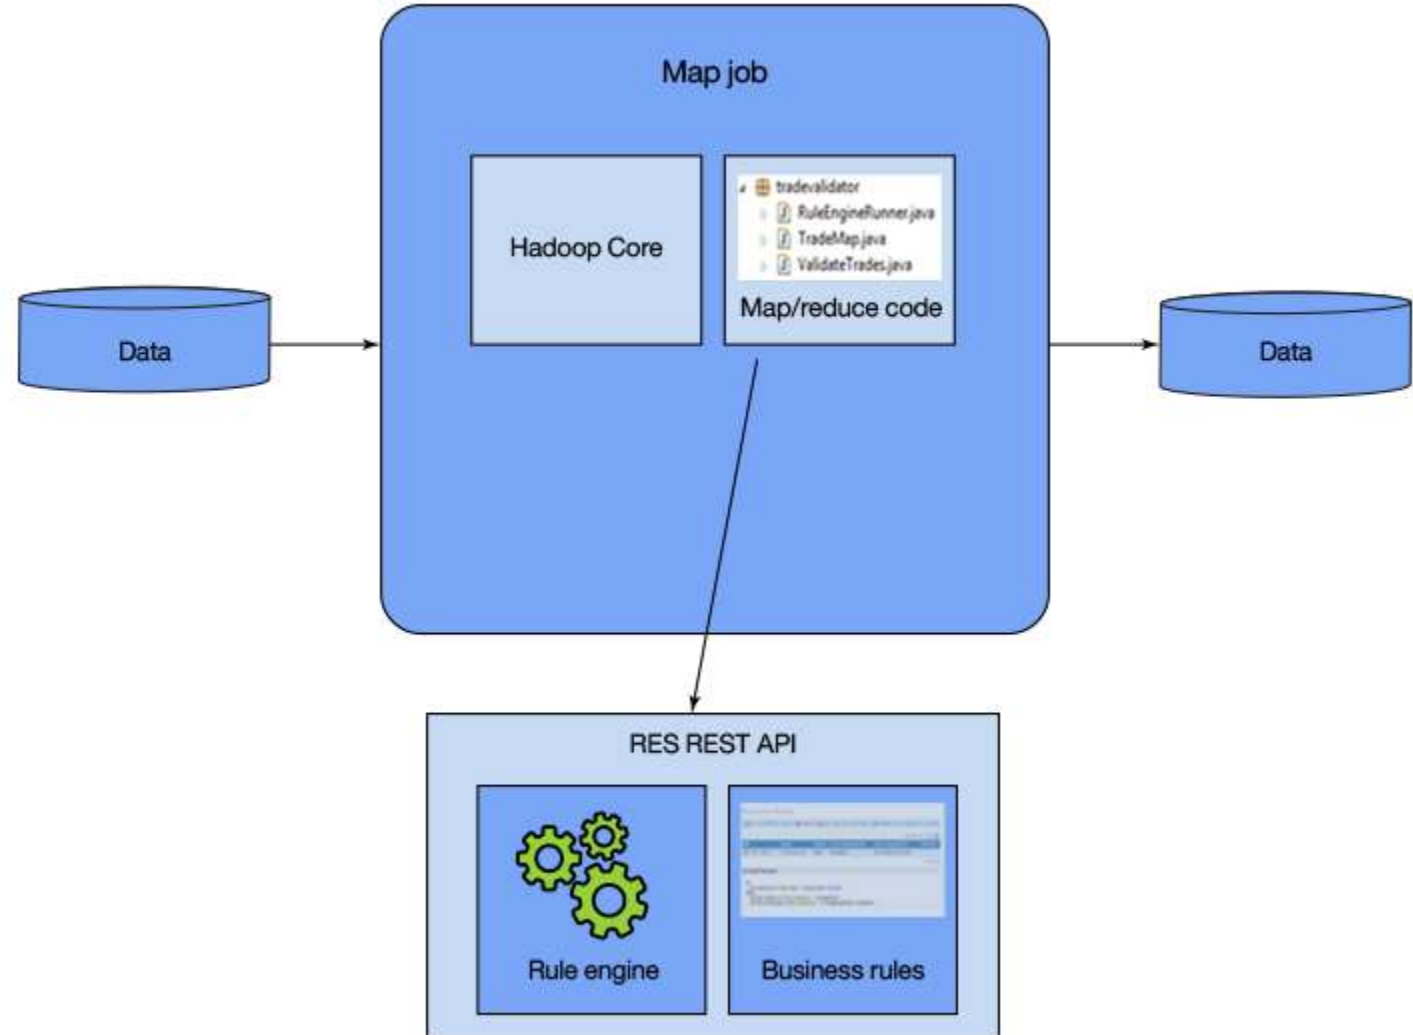 Map job
Hadoop Core
tradevalidator
RuleEngineRunner.java
TradeMap.java
ValidateTrades.java
Map/reduce code
Data
Data
RES REST API
Rule engine
Business rules